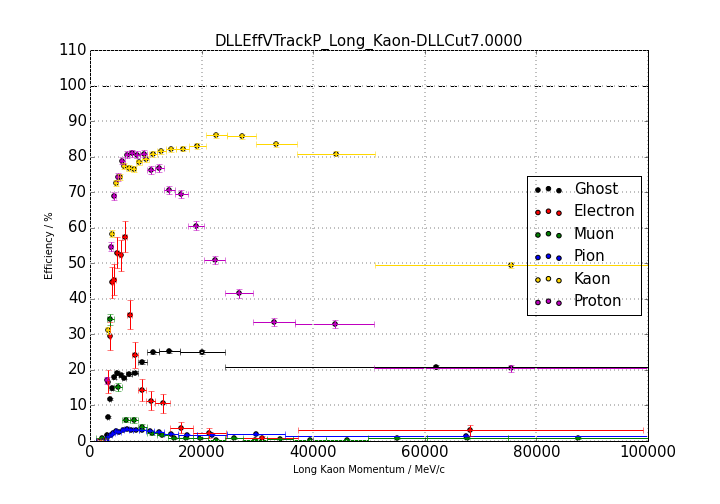 DLLEffVTrackP_Long_Kaon-DLLCut7.0000
110
100
90
80
70
60
50
40
30
20
10
0
Efficiency / %
Ghost
Electron
Muon
Pion
Kaon
Proton
0 20000 40000 60000 80000 100000
Long Kaon Momentum / MeV/c